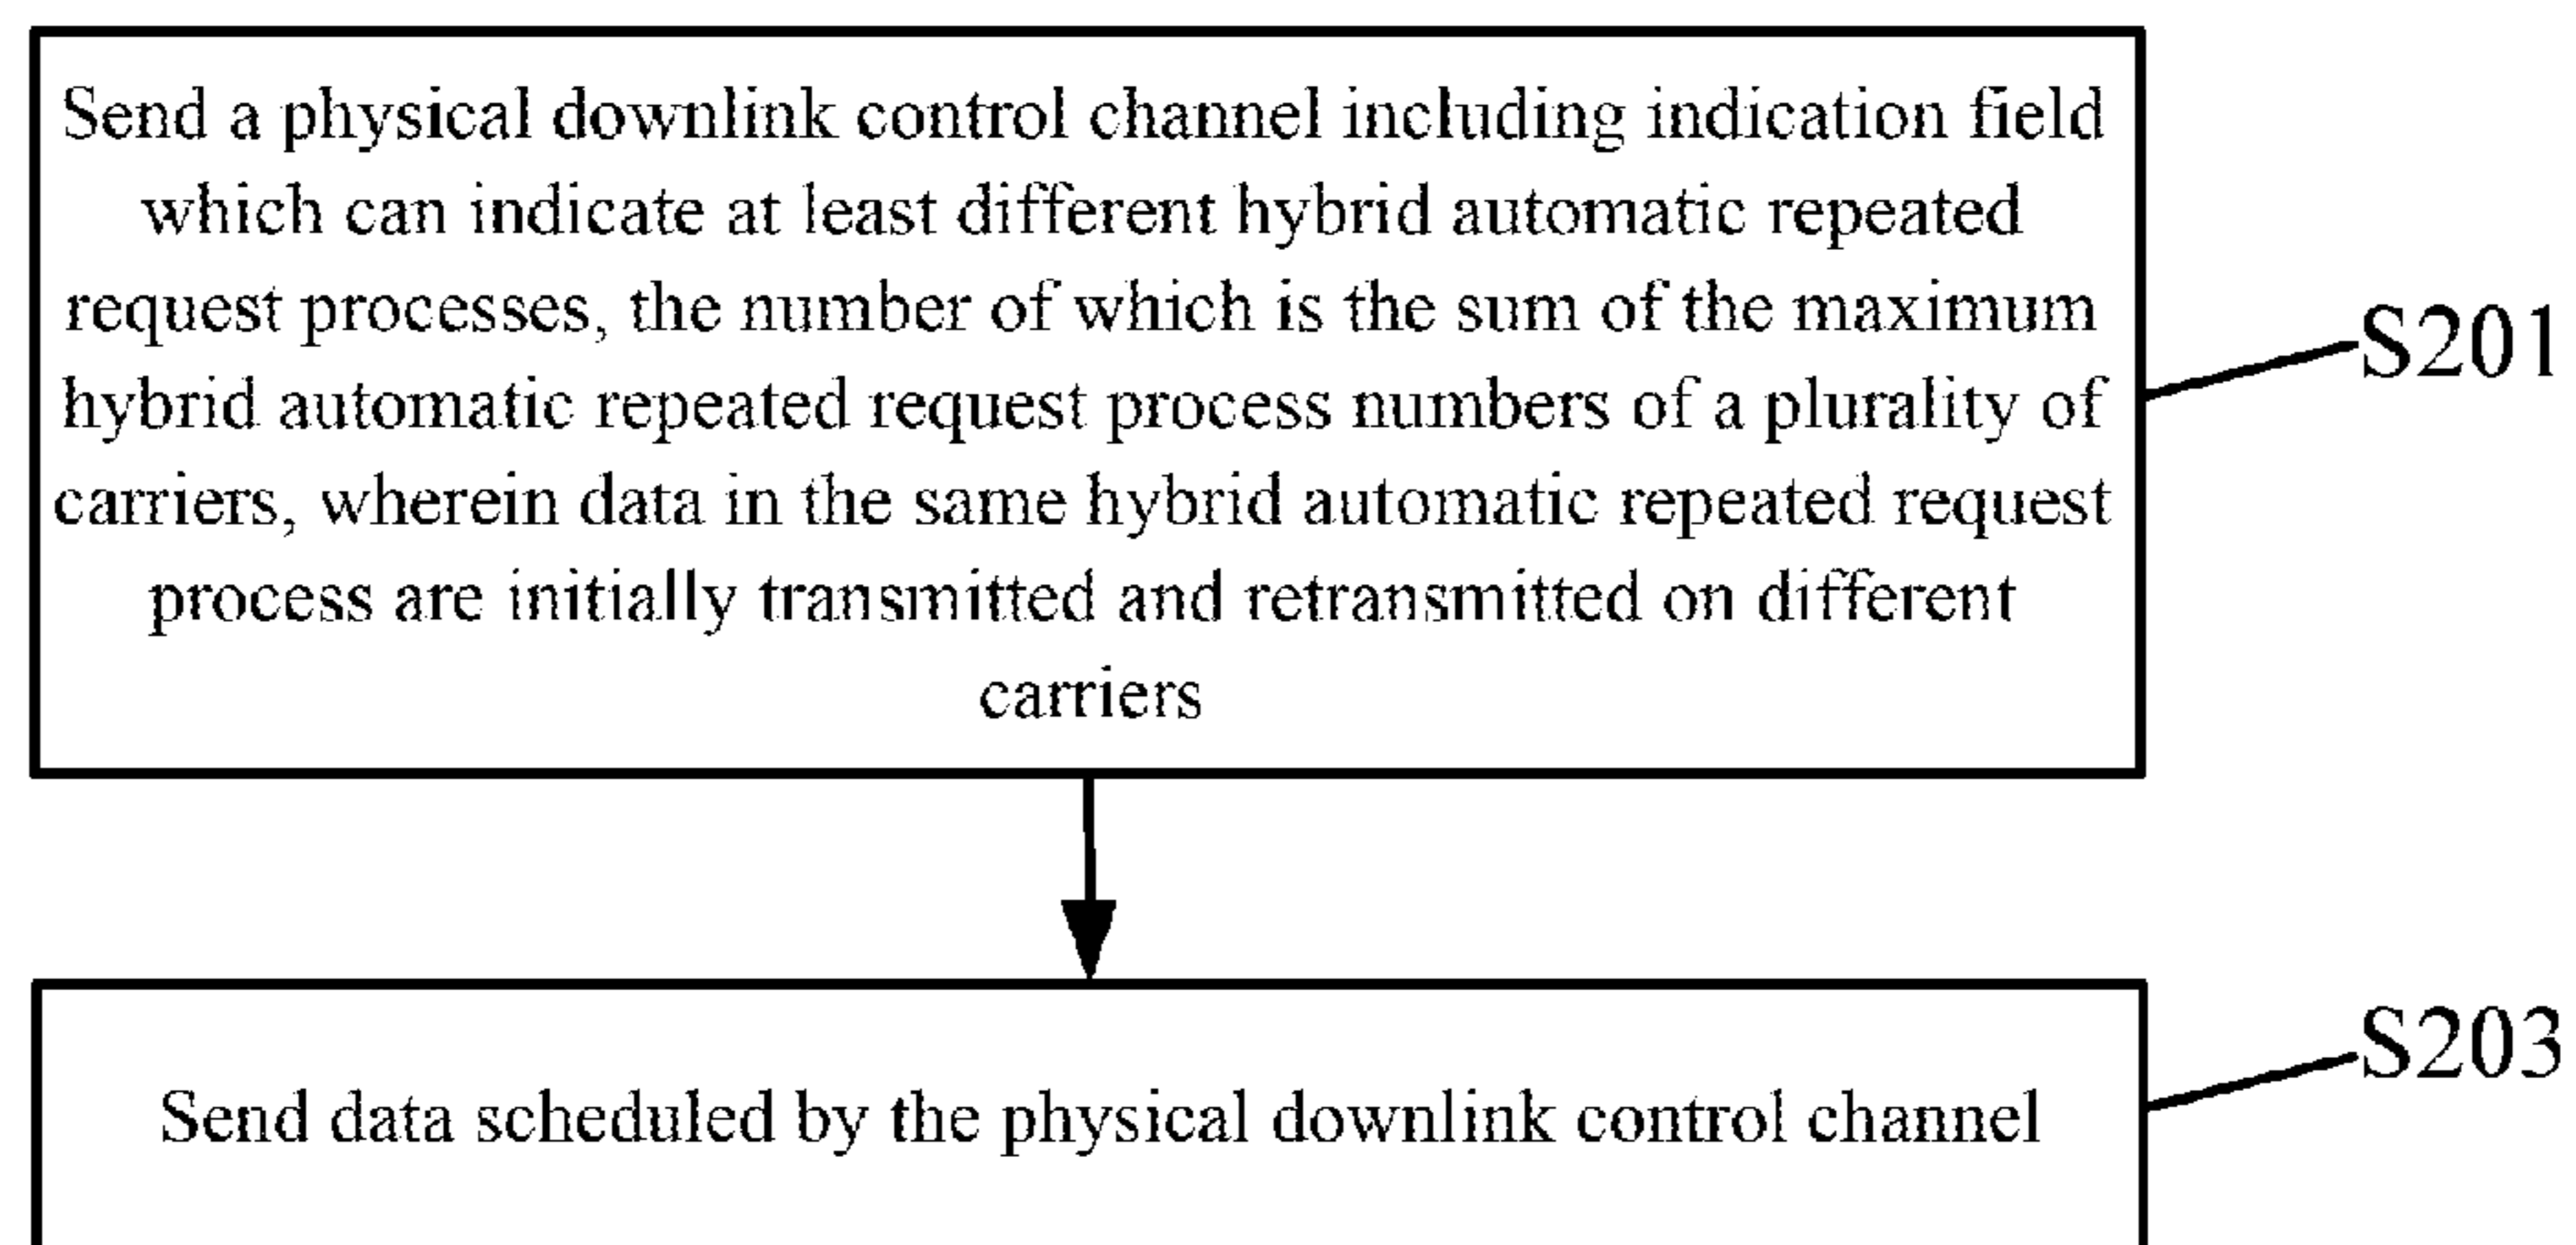 Send a physical downlink control channel including indication field
which can indicate at least different hybrid automatic repeated
request processes, the number of which is the sum of the maximum
hybrid automatic repeated request process numbers of a plurality of
carriers, wherein data in the same hybrid automatic repeated request
process are initially transmitted and retransmitted on different
carriers
S201
Send data scheduled by the physical downlink control channel
S203